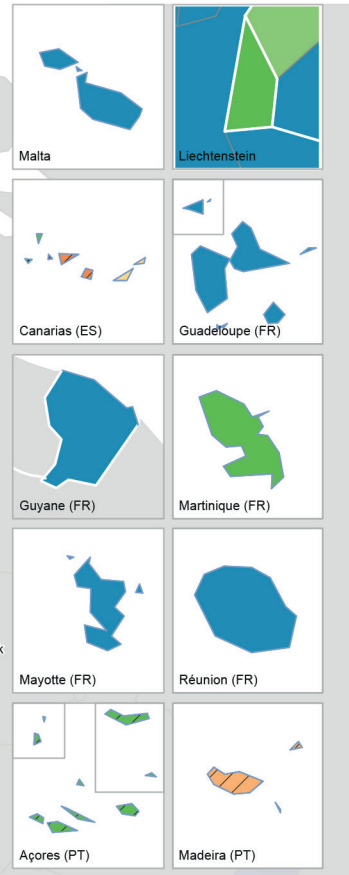 Malta
Liechtenstein
Canarias (ES)
Guadeloupe (FR)
Guyane (FR)
Martinique (FR)
Mayotte (FR)
Réunion (FR)
Açores (PT)
Madeira (PT)